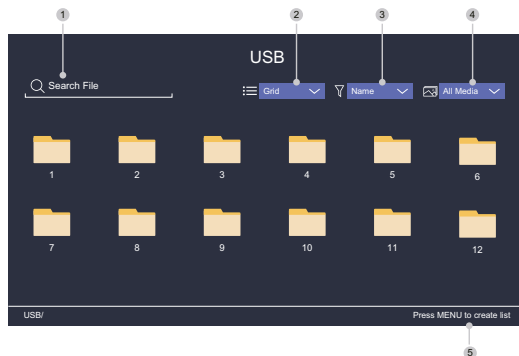 1 2 3 4
USB
Search File Grid Name All Media
1 2 3 4 5 6
7 8 9 10 11 12
USB/ Press MENU to create list
5